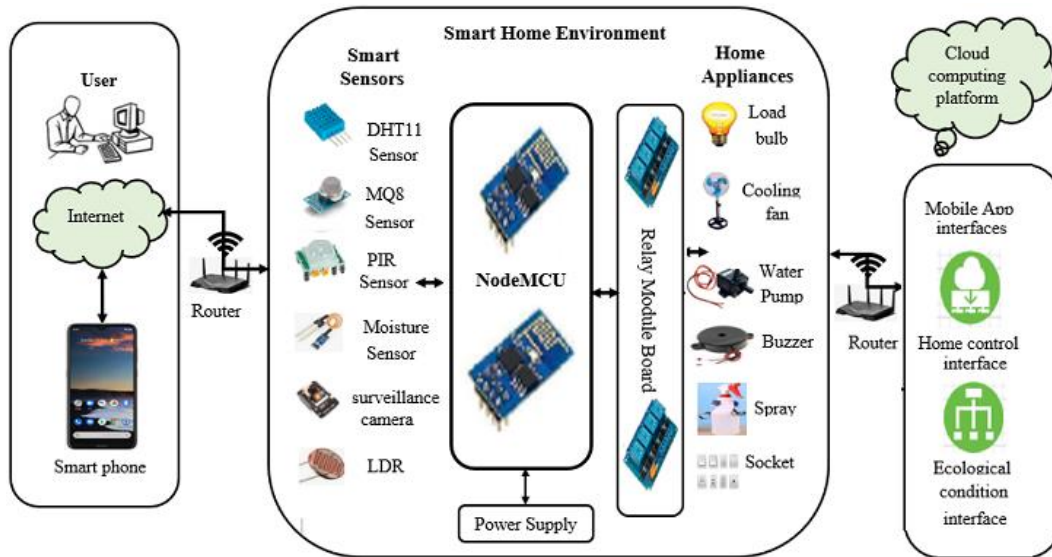 User
Internet
Smart phone
Router
Smart Home Environment
Smart
Sensors
DHT11
Sensor
MQ8
Sensor
PIR
Sensor
Moisture
Sensor
surveillance
camera
LDR
NodeMCU
Power Supply
Relay Module Board
Home
Appliances
Load
bulb
Cooling
fan
Water
Pump
Buzzer
Spray
Socket
Router
Cloud
computing
platform
Mobile App
interfaces
Home control
interface
Ecological
condition
interface